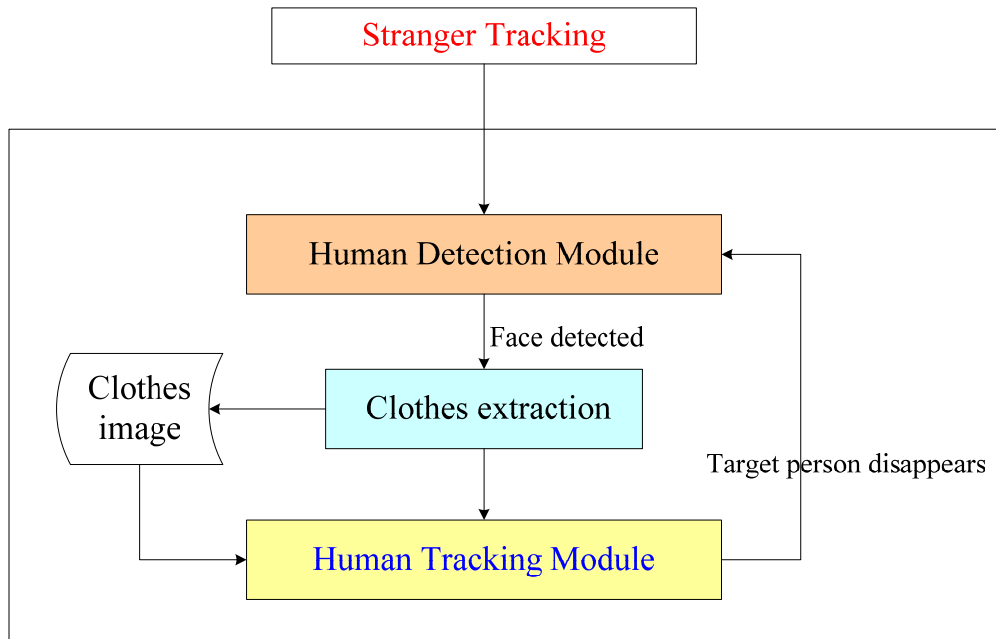 Stranger Tracking
Human Detection Module
Face detected
Clothes
image
Clothes extraction
Target person disappears
Human Tracking Module